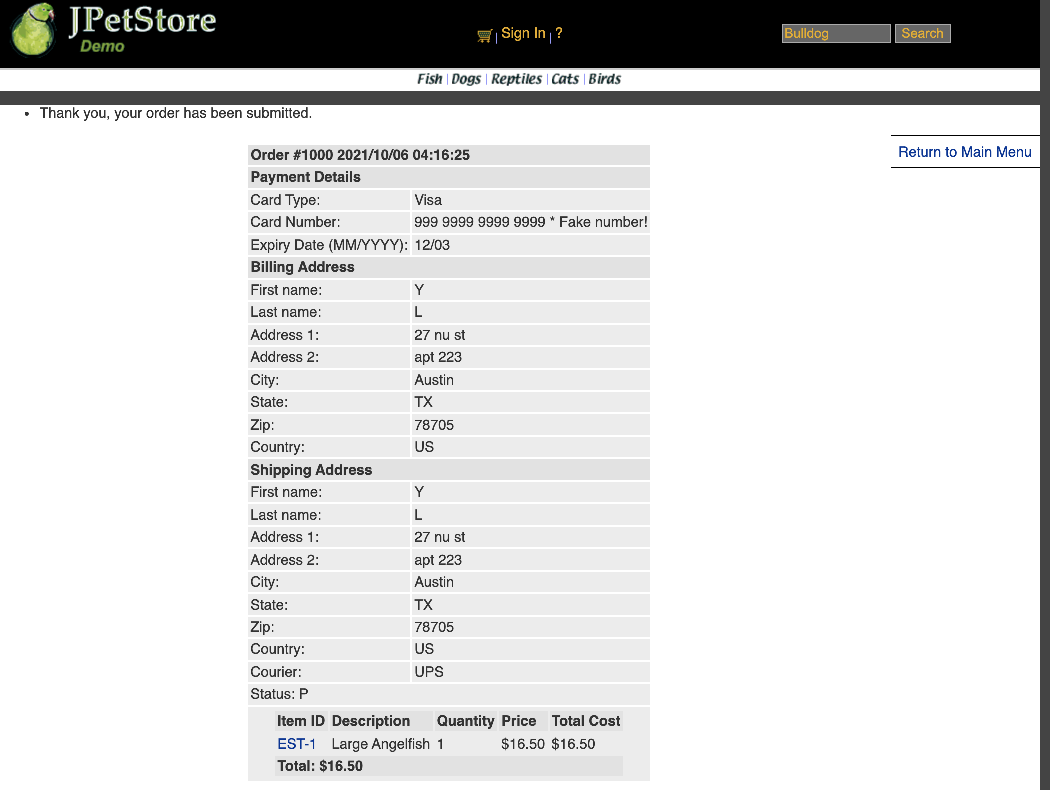 JPetStore
Demo
Sign In | ?
Bulldog
Search
Fish | Dogs | Reptiles | Cats | Birds
• Thank you, your order has been submitted.
Return to Main Menu
Order #1000 2021/10/06 04:16:25
Payment Details
Card Type: Visa
Card Number: 999 9999 9999 9999 * Fake number!
Expiry Date (MM/YYYY): 12/03
Billing Address
First name: Y
Last name: L
Address 1: 27 nu st
Address 2: apt 223
City: Austin
State: TX
Zip: 78705
Country: US
Shipping Address
First name: Y
Last name: L
Address 1: 27 nu st
Address 2: apt 223
City: Austin
State: TX
Zip: 78705
Country: US
Courier: UPS
Status: P
Item ID Description Quantity Price Total Cost
EST-1 Large Angelfish 1 $16.50 $16.50
Total: $16.50